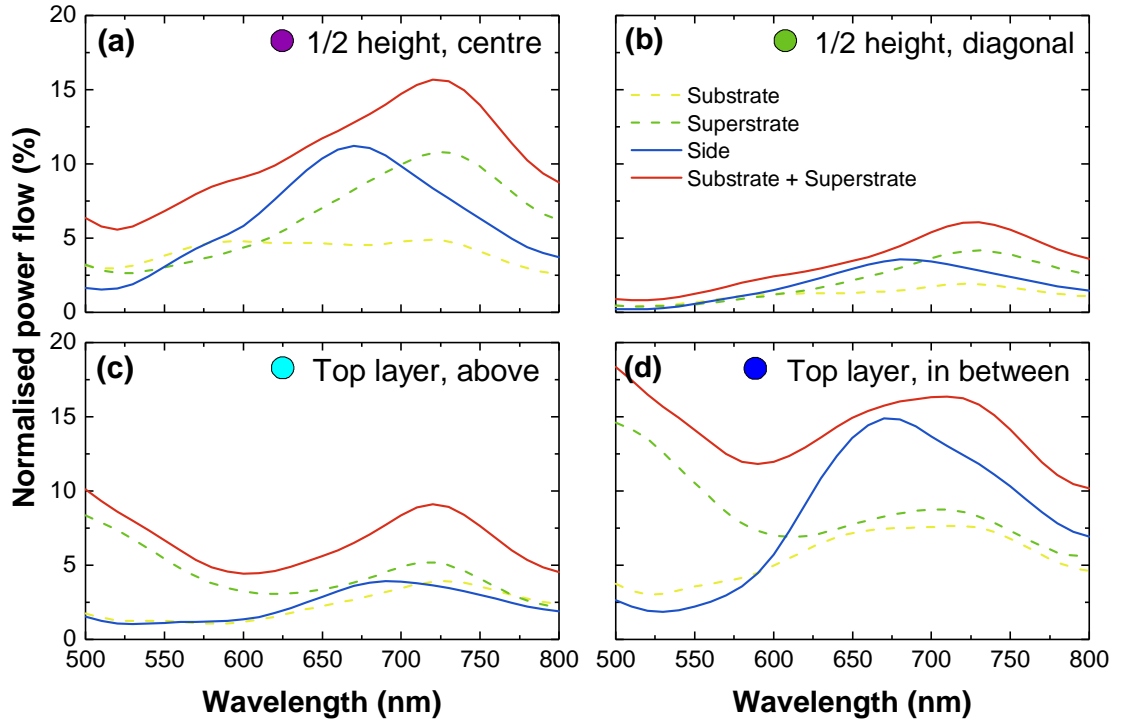 Normalised power flow (%)
(a) 1/2 height, centre
20
15
10
5
0
(b) 1/2 height, diagonal
Substrate
Superstrate
Side
Substrate + Superstrate
(c) Top layer, above
20
15
10
5
0
500 550 600 650 700 750 800
Wavelength (nm)
(d) Top layer, in between
500 550 600 650 700 750 800
Wavelength (nm)